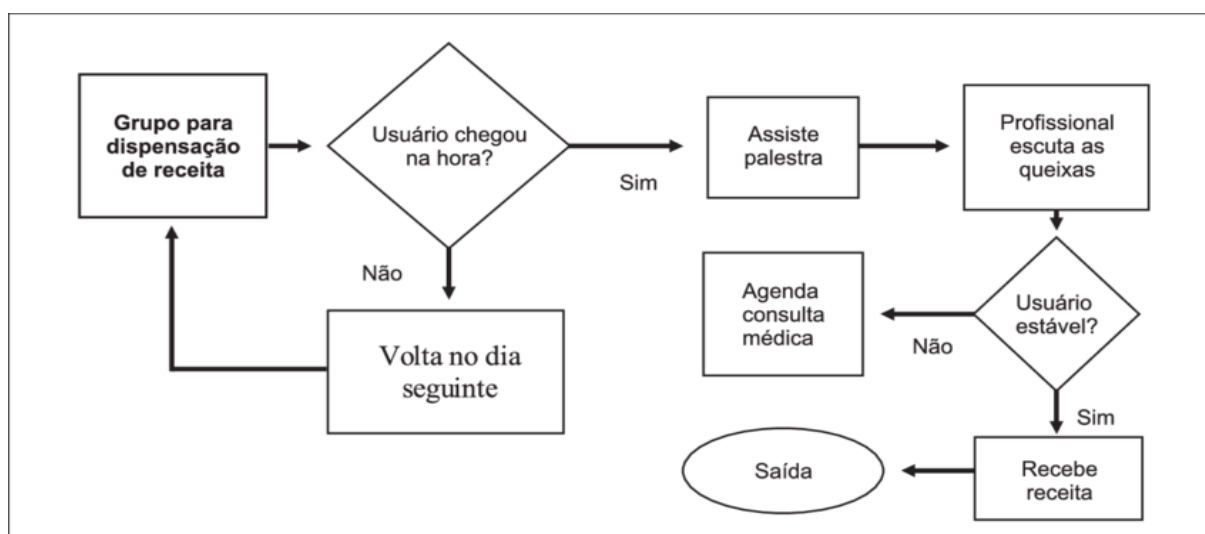 Grupo para
dispensação
de receita
Usuário chegou
na hora?
Sim
Assiste
palestra
Profissional
escuta as
queixas
Não
Volta no dia
seguinte
Agenda
consulta
médica
Não
Usuário
estável?
Sim
Saída
Recebe
receita